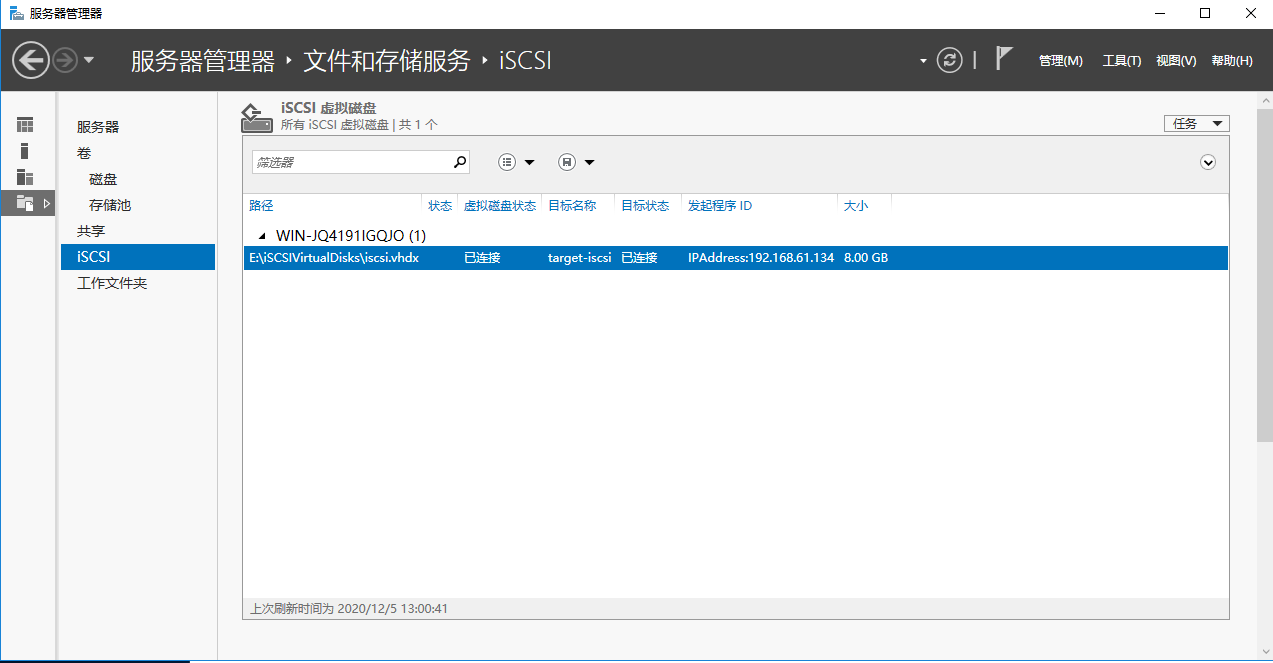 服务器管理器
服务器管理器 文件和存储服务 iSCSI
管理(M) 工具(T) 视图(V) 帮助(H)
服务器
卷
磁盘
存储池
共享
iSCSI
工作文件夹
iSCSI 虚拟磁盘
所有 iSCSI 虚拟磁盘 | 共 1 个
任务
筛选器
路径 状态 虚拟磁盘状态 目标名称 目标状态 发起程序 ID 大小
WIN-JQ4191IGQJO (1)
E:\iSCSIVirtualDisks\iscsi.vhdx 已连接 target-iscsi 已连接 IPAddress:192.168.61.134 8.00 GB
上次刷新时间为 2020/12/5 13:00:41